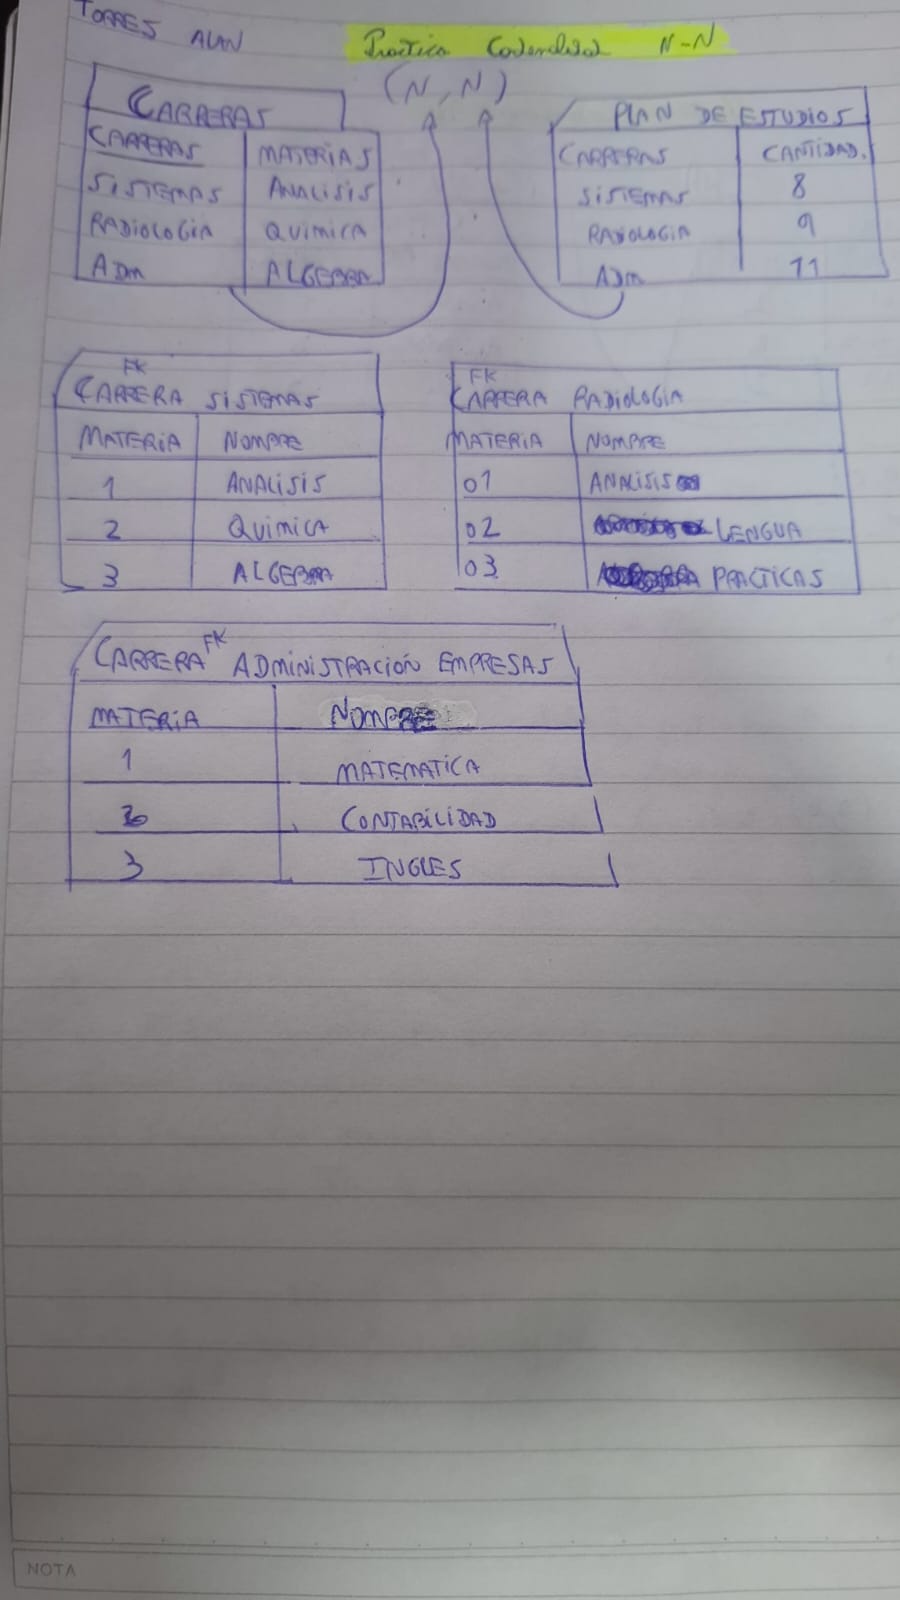 TORRES ALAN
Practica Cardinalidad N-N
(N, N)
CARRERAS
CARRERAS MATERIAS
SISTEMAS ANALISIS
RADIOLOGIA QUIMICA
ADM ALGEBRA
PLAN DE ESTUDIOS
CARRERAS CANTIDAD.
SISTEMAS 8
RADIOLOGIA 9
ADM 11
FK
CARRERA SISTEMAS
MATERIA NOMBRE
1 ANALISIS
2 QUIMICA
3 ALGEBRA
FK
CARRERA RADIOLOGIA
MATERIA NOMBRE
01 ANALISIS
02 LENGUA
03 PRACTICAS
CARRERA FK ADMINISTRACIÓN EMPRESAS
MATERIA NOMBRE
1 MATEMATICA
2 CONTABILIDAD
3 INGLES
NOTA